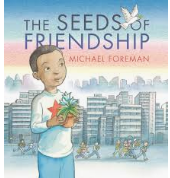 THE SEEDS OF
FRIENDSHIP
MICHAEL FOREMAN